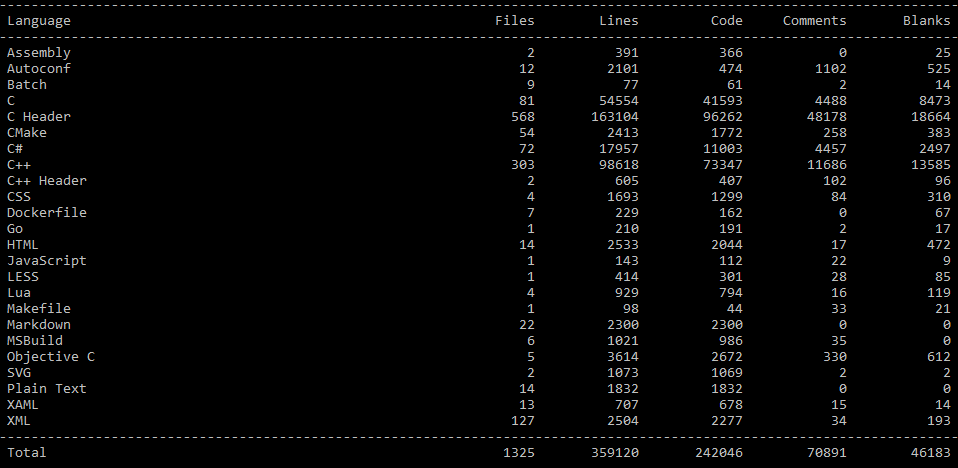 Language Files Lines Code Comments Blanks
Assembly 2 391 366 0 25
Autoconf 12 2101 474 1102 525
Batch 9 77 61 2 14
C 81 54554 41593 4488 8473
C Header 568 163104 96262 48178 18664
CMake 54 2413 1772 258 383
C# 72 17957 11003 4457 2497
C++ 303 98618 73347 11686 13585
C++ Header 2 605 407 102 96
CSS 4 1693 1299 84 310
Dockerfile 7 229 162 0 67
Go 1 210 191 2 17
HTML 14 2533 2044 17 472
JavaScript 1 143 112 22 9
LESS 1 414 301 28 85
Lua 4 929 794 16 119
Makefile 1 98 44 33 21
Markdown 22 2300 2300 0 0
MSBuild 6 1021 986 35 0
Objective C 5 3614 2672 330 612
SVG 2 1073 1069 2 2
Plain Text 14 1832 1832 0 0
XAML 13 707 678 15 14
XML 127 2504 2277 34 193
Total 1325 359120 242046 70891 46183